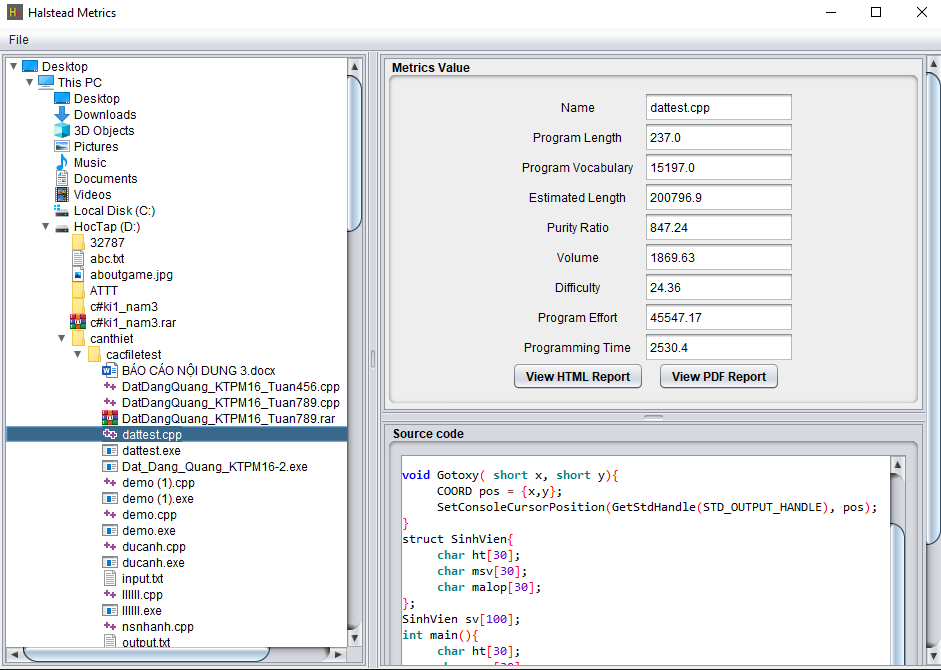 Halstead Metrics
File
Desktop
This PC
Desktop
Downloads
3D Objects
Pictures
Music
Documents
Videos
Local Disk (C:)
HocTap (D:)
32787
abc.txt
aboutgame.jpg
ATTT
c#ki1_nam3
c#ki1_nam3.rar
canthiet
cacfiletest
BÁO CÁO NỘI DUNG 3.docx
DatDangQuang_KTPM16_Tuan456.cpp
DatDangQuang_KTPM16_Tuan789.cpp
DatDangQuang_KTPM16_Tuan789.rar
dattest.cpp
dattest.exe
Dat_Dang_Quang_KTPM16-2.exe
demo (1).cpp
demo (1).exe
demo.cpp
demo.exe
ducanh.cpp
ducanh.exe
input.txt
llllll.cpp
llllll.exe
nsnhanh.cpp
output.txt
Metrics Value
Name dattest.cpp
Program Length 237.0
Program Vocabulary 15197.0
Estimated Length 200796.9
Purity Ratio 847.24
Volume 1869.63
Difficulty 24.36
Program Effort 45547.17
Programming Time 2530.4
View HTML Report View PDF Report
Source code
void Gotoxy( short x, short y){
COORD pos = {x,y};
SetConsoleCursorPosition(GetStdHandle(STD_OUTPUT_HANDLE), pos);
}
struct SinhVien{
char ht[30];
char msv[30];
char malop[30];
};
SinhVien sv[100];
int main(){
char ht[30];